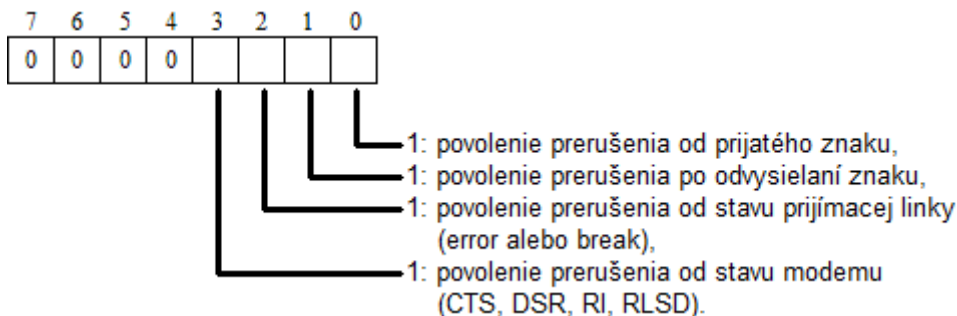 7 6 5 4 3 2 1 0
0 0 0 0
1: povolenie prerušenia od prijatého znaku,
1: povolenie prerušenia po odvysielaní znaku,
1: povolenie prerušenia od stavu prijímacej linky
(error alebo break),
1: povolenie prerušenia od stavu modemu
(CTS, DSR, RI, RLSD).